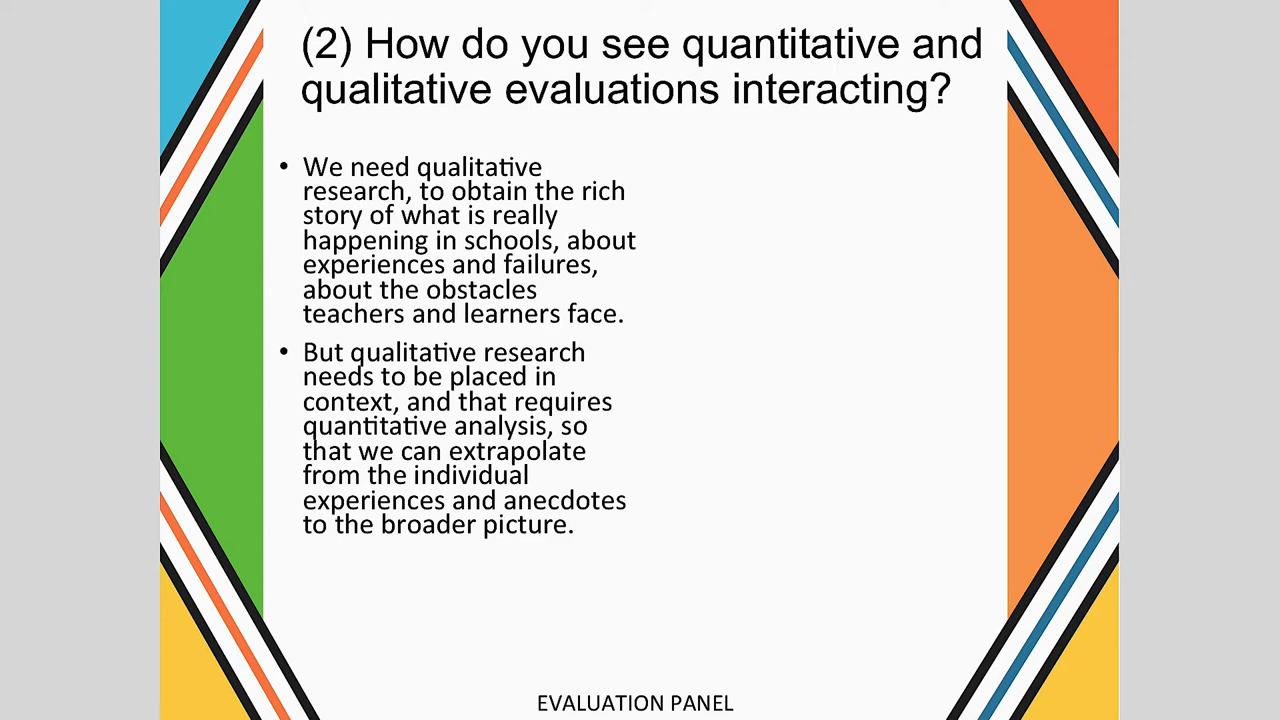 (2) How do you see quantitative and
qualitative evaluations interacting?
• We need qualitative
research, to obtain the rich
story of what is really
happening in schools, about
experiences and failures,
about the obstacles
teachers and learners face.
• But qualitative research
needs to be placed in
context, and that requires
quantitative analysis, so
that we can extrapolate
from the individual
experiences and anecdotes
to the broader picture.
EVALUATION PANEL